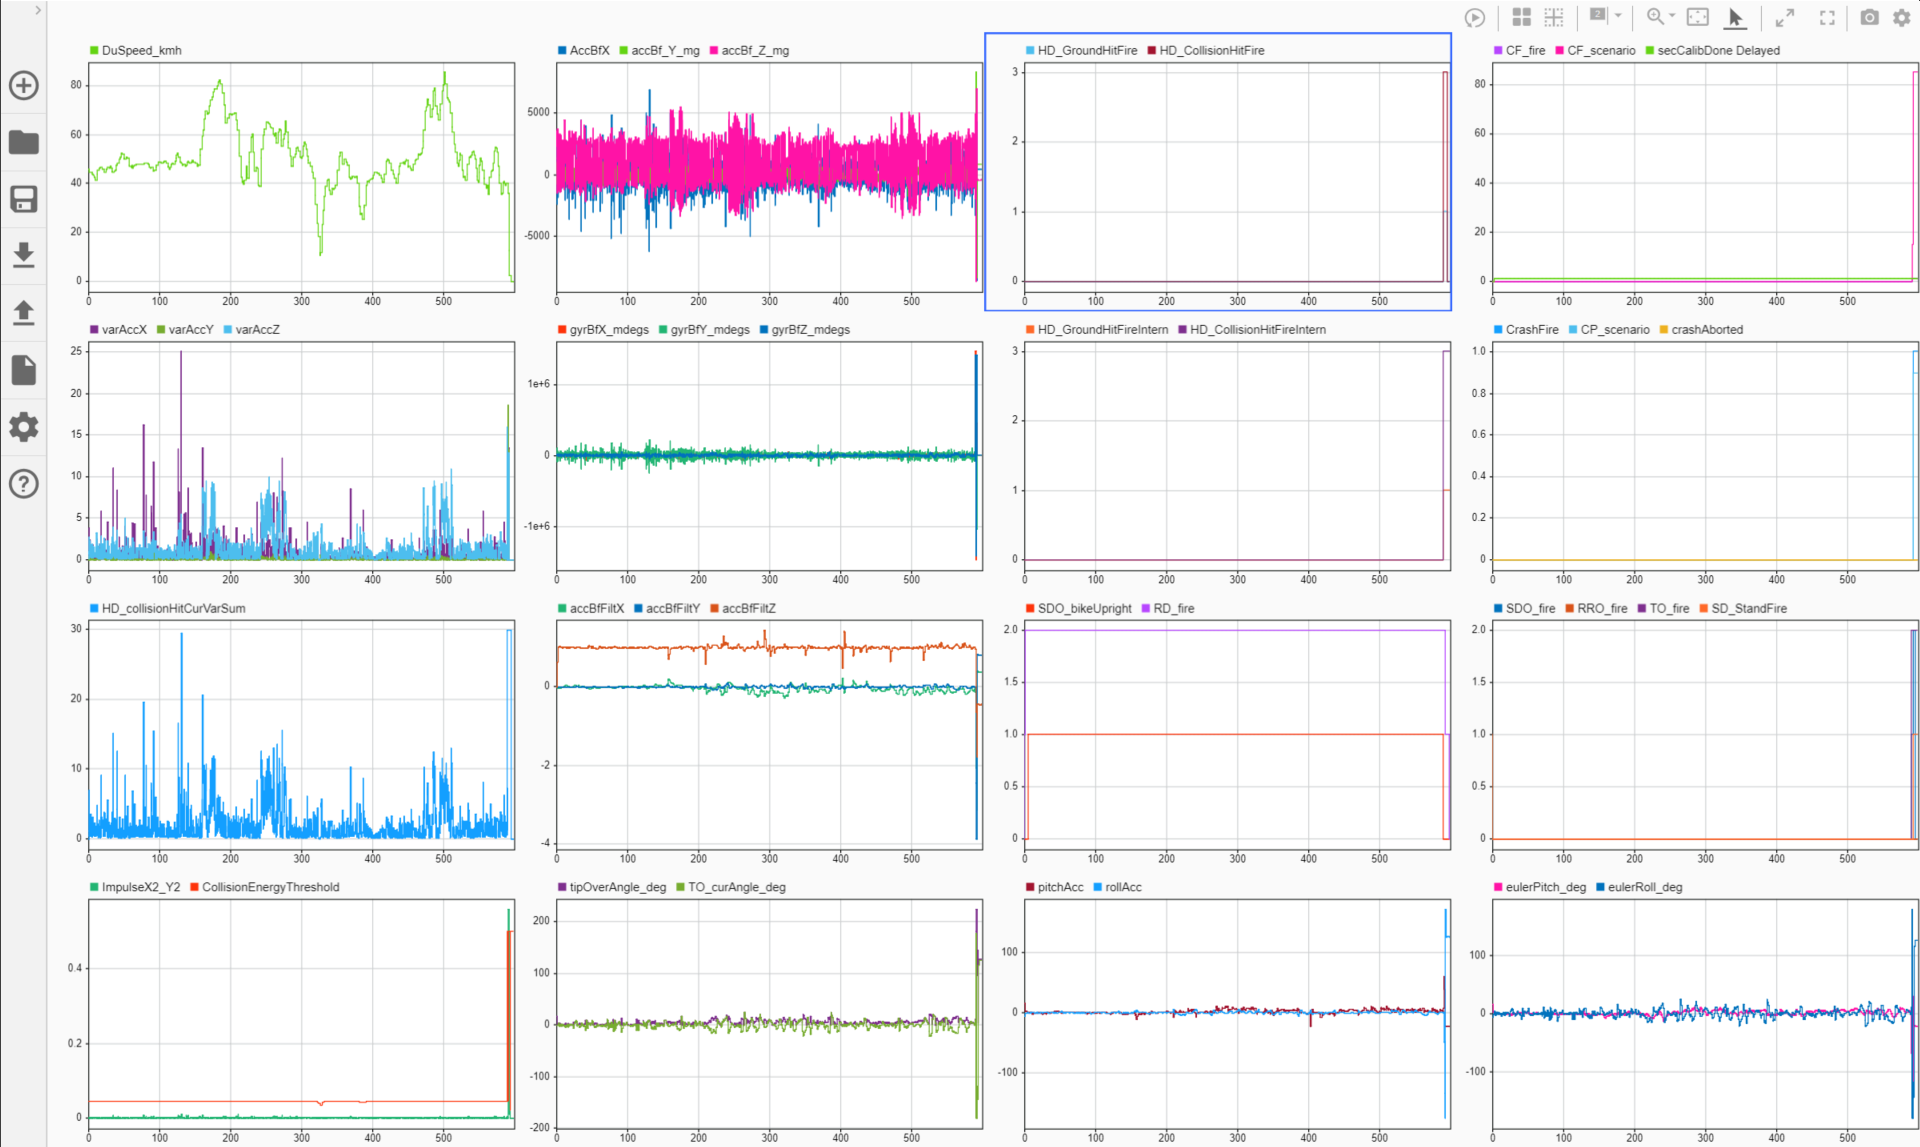 2
DuSpeed_kmh
80
60
40
20
0
0 100 200 300 400 500
AccBfX accBf_Y_mg accBf_Z_mg
5000
0
-5000
0 100 200 300 400 500
HD_GroundHitFire HD_CollisionHitFire
3
2
1
0
0 100 200 300 400 500
CF_fire CF_scenario secCalibDone Delayed
80
60
40
20
0
0 100 200 300 400 500
varAccX varAccY varAccZ
25
20
15
10
5
0
0 100 200 300 400 500
gyrBfX_mdegs gyrBfY_mdegs gyrBfZ_mdegs
1e+6
0
-1e+6
0 100 200 300 400 500
HD_GroundHitFireIntern HD_CollisionHitFireIntern
3
2
1
0
0 100 200 300 400 500
CrashFire CP_scenario crashAborted
1.0
0.8
0.6
0.4
0.2
0
0 100 200 300 400 500
HD_collisionHitCurVarSum
30
20
10
0
0 100 200 300 400 500
accBfFiltX accBfFiltY accBfFiltZ
0
-2
-4
0 100 200 300 400 500
SDO_bikeUpright RD_fire
2.0
1.5
1.0
0.5
0
0 100 200 300 400 500
SDO_fire RRO_fire TO_fire SD_StandFire
2.0
1.5
1.0
0.5
0
0 100 200 300 400 500
ImpulseX2_Y2 CollisionEnergyThreshold
0.4
0.2
0
0 100 200 300 400 500
tipOverAngle_deg TO_curAngle_deg
200
100
0
-100
-200
0 100 200 300 400 500
pitchAcc rollAcc
100
0
-100
0 100 200 300 400 500
eulerPitch_deg eulerRoll_deg
100
0
-100
0 100 200 300 400 500